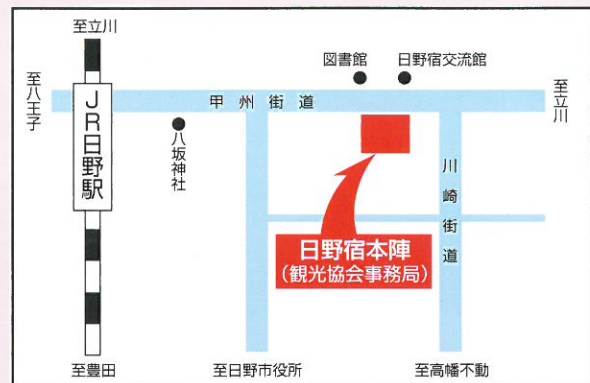 至立川
図書館
日野宿交流館
至八王子
甲州街道
至立川
JR日野駅
八坂神社
川崎街道
日野宿本陣
(観光協会事務局)
至豊田
至日野市役所
至高幡不動